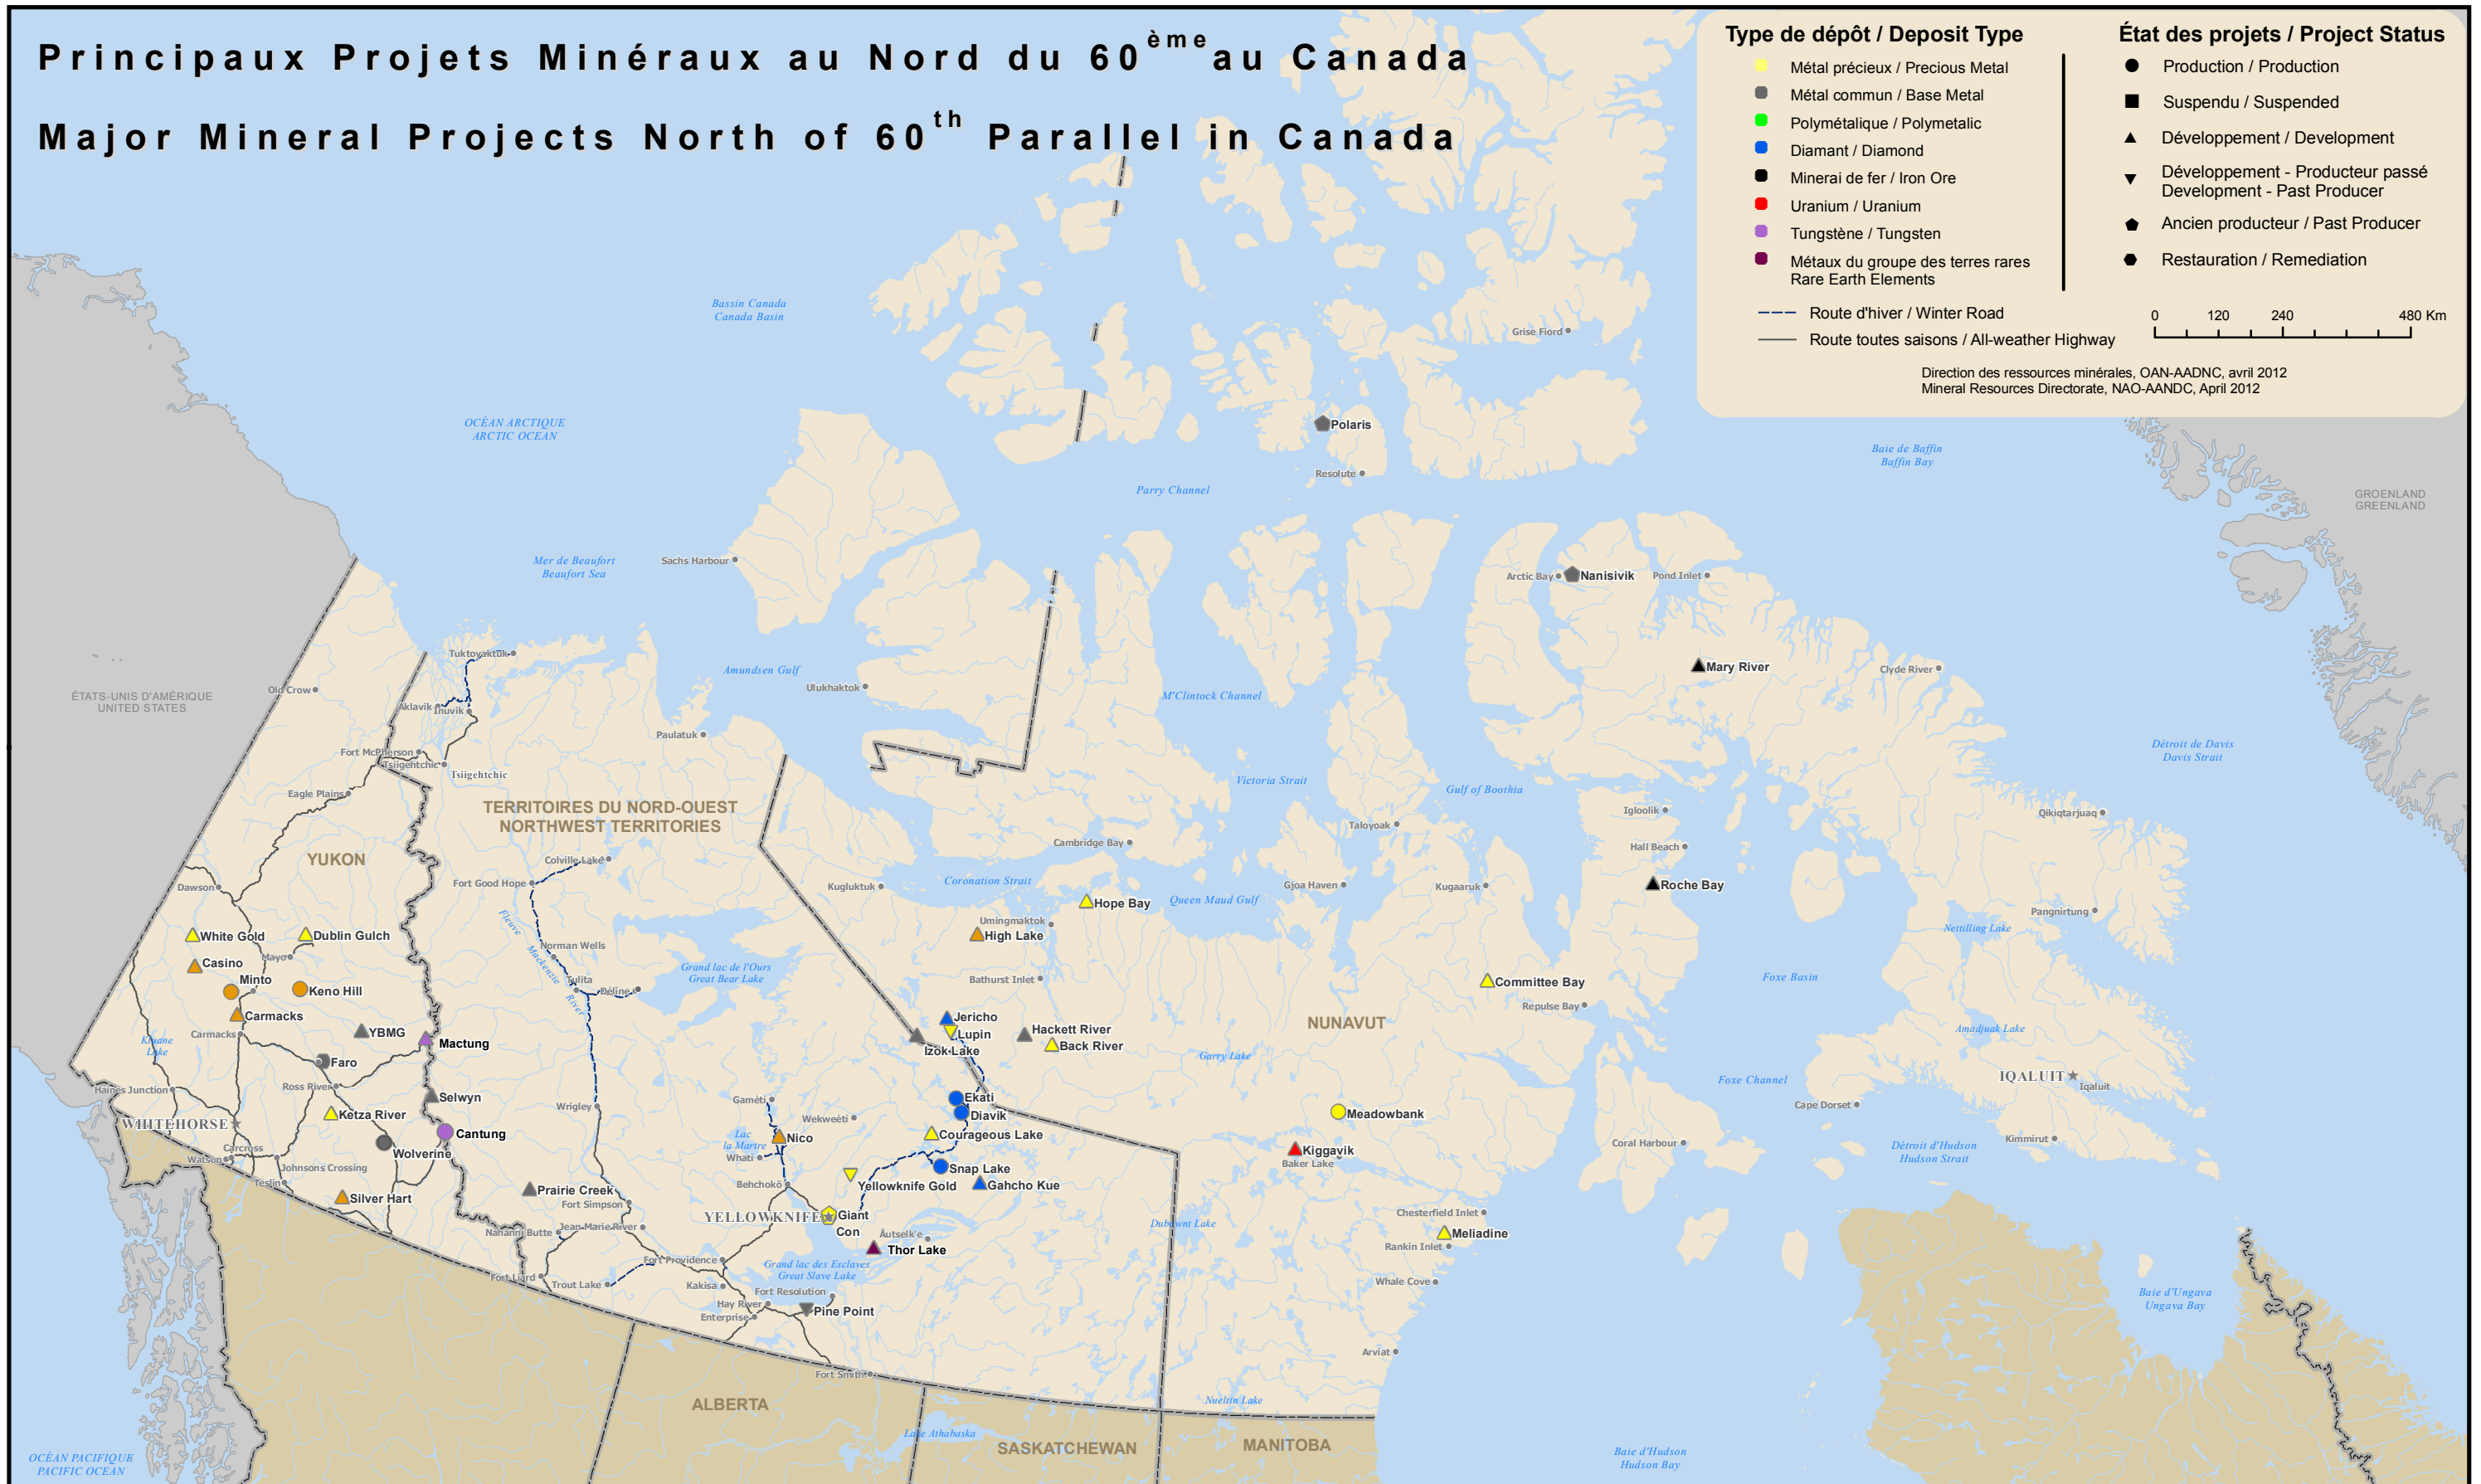 Principaux Projets Minéraux au Nord du 60ème au Canada
Major Mineral Projects North of 60th Parallel in Canada
Type de dépôt / Deposit Type
Métal précieux / Precious Metal
Métal commun / Base Metal
Polymétalique / Polymetalic
Diamant / Diamond
Minerai de fer / Iron Ore
Uranium / Uranium
Tungstène / Tungsten
Métaux du groupe des terres rares
Rare Earth Elements
Route d'hiver / Winter Road
Route toutes saisons / All-weather Highway
État des projets / Project Status
Production / Production
Suspendu / Suspended
Développement / Development
Développement - Producteur passé
Development - Past Producer
Ancien producteur / Past Producer
Restauration / Remediation
0 120 240 480 Km
Direction des ressources minérales, OAN-AADNC, avril 2012
Mineral Resources Directorate, NAO-AANDC, April 2012
Bassin Canada
Canada Basin
Grise Fiord
OCÉAN ARCTIQUE
ARCTIC OCEAN
Polaris
Resolute
Baie de Baffin
Baffin Bay
Parry Channel
GROENLAND
GREENLAND
Mer de Beaufort
Beaufort Sea
Sachs Harbour
Arctic Bay
Nanisivik
Pond Inlet
Tuktoyaktuk
Amundsen Gulf
Mary River
Clyde River
Old Crow
ÉTATS-UNIS D'AMÉRIQUE
UNITED STATES
Ulukhaktok
M'Clintock Channel
Aklavik
Inuvik
Paulatuk
Fort McPherson
Tsiigehtchic
Tsiigehtchic
Détroit de Davis
Davis Strait
Eagle Plains
Victoria Strait
Gulf of Boothia
TERRITOIRES DU NORD-OUEST
NORTHWEST TERRITORIES
Igloolik
Qikiqtarjuaq
Taloyoak
Cambridge Bay
Hall Beach
YUKON
Colville Lake
Dawson
Fort Good Hope
Kugluktuk
Coronation Strait
Gjoa Haven
Kugaaruk
Roche Bay
Hope Bay
Queen Maud Gulf
Pangnirtung
Umingmaktok
High Lake
Nettilling Lake
White Gold
Dublin Gulch
Fleuve
Mackenzie
River
Norman Wells
Mayo
Casino
Grand lac de l'Ours
Great Bear Lake
Bathurst Inlet
Foxe Basin
Minto
Keno Hill
Tulita
Déline
Committee Bay
Repulse Bay
Carmacks
Carmacks
YBMG
Jericho
Lupin
Hackett River
Back River
Izok Lake
NUNAVUT
Amadjuak Lake
Kluane
Lake
Mactung
Garry Lake
Faro
Ross River
Haines Junction
Selwyn
Foxe Channel
IQALUIT
Iqaluit
Cape Dorset
Ekati
Diavik
Gamèti
Wekweèti
Wrigley
Meadowbank
WHITEHORSE
Ketza River
Cantung
Wolverine
Courageous Lake
Nico
Lac
la Martre
Whati
Kiggavik
Baker Lake
Coral Harbour
Kimmirut
Détroit d'Hudson
Hudson Strait
Carcross
Watson
Johnsons Crossing
Teslin
Snap Lake
Gahcho Kue
Yellowknife Gold
Behchokò
Silver Hart
Prairie Creek
Fort Simpson
YELLOWKNIFE
Giant
Con
Chesterfield Inlet
Meliadine
Rankin Inlet
Dubawnt Lake
Nahanni Butte
Jean-Marie River
Łutselk'e
Thor Lake
Fort Providence
Grand lac des Esclaves
Great Slave Lake
Whale Cove
Fort Liard
Trout Lake
Kakisa
Fort Resolution
Hay River
Pine Point
Enterprise
Baie d'Ungava
Ungava Bay
Arviat
Fort Smith
ALBERTA
Nueltin Lake
Lake Athabaska
SASKATCHEWAN
MANITOBA
Baie d'Hudson
Hudson Bay
OCÉAN PACIFIQUE
PACIFIC OCEAN